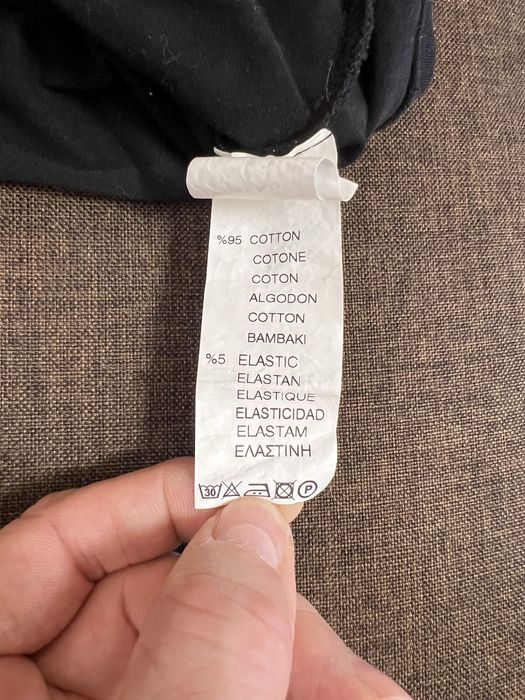 %95 COTTON
COTONE
COTON
ALGODON
COTTON
BAMBAKI
%5 ELASTIC
ELASTAN
ELASTIQUE
ELASTICIDAD
ELASTAM
ΕΛΑΣΤΙΝΗ
30 P